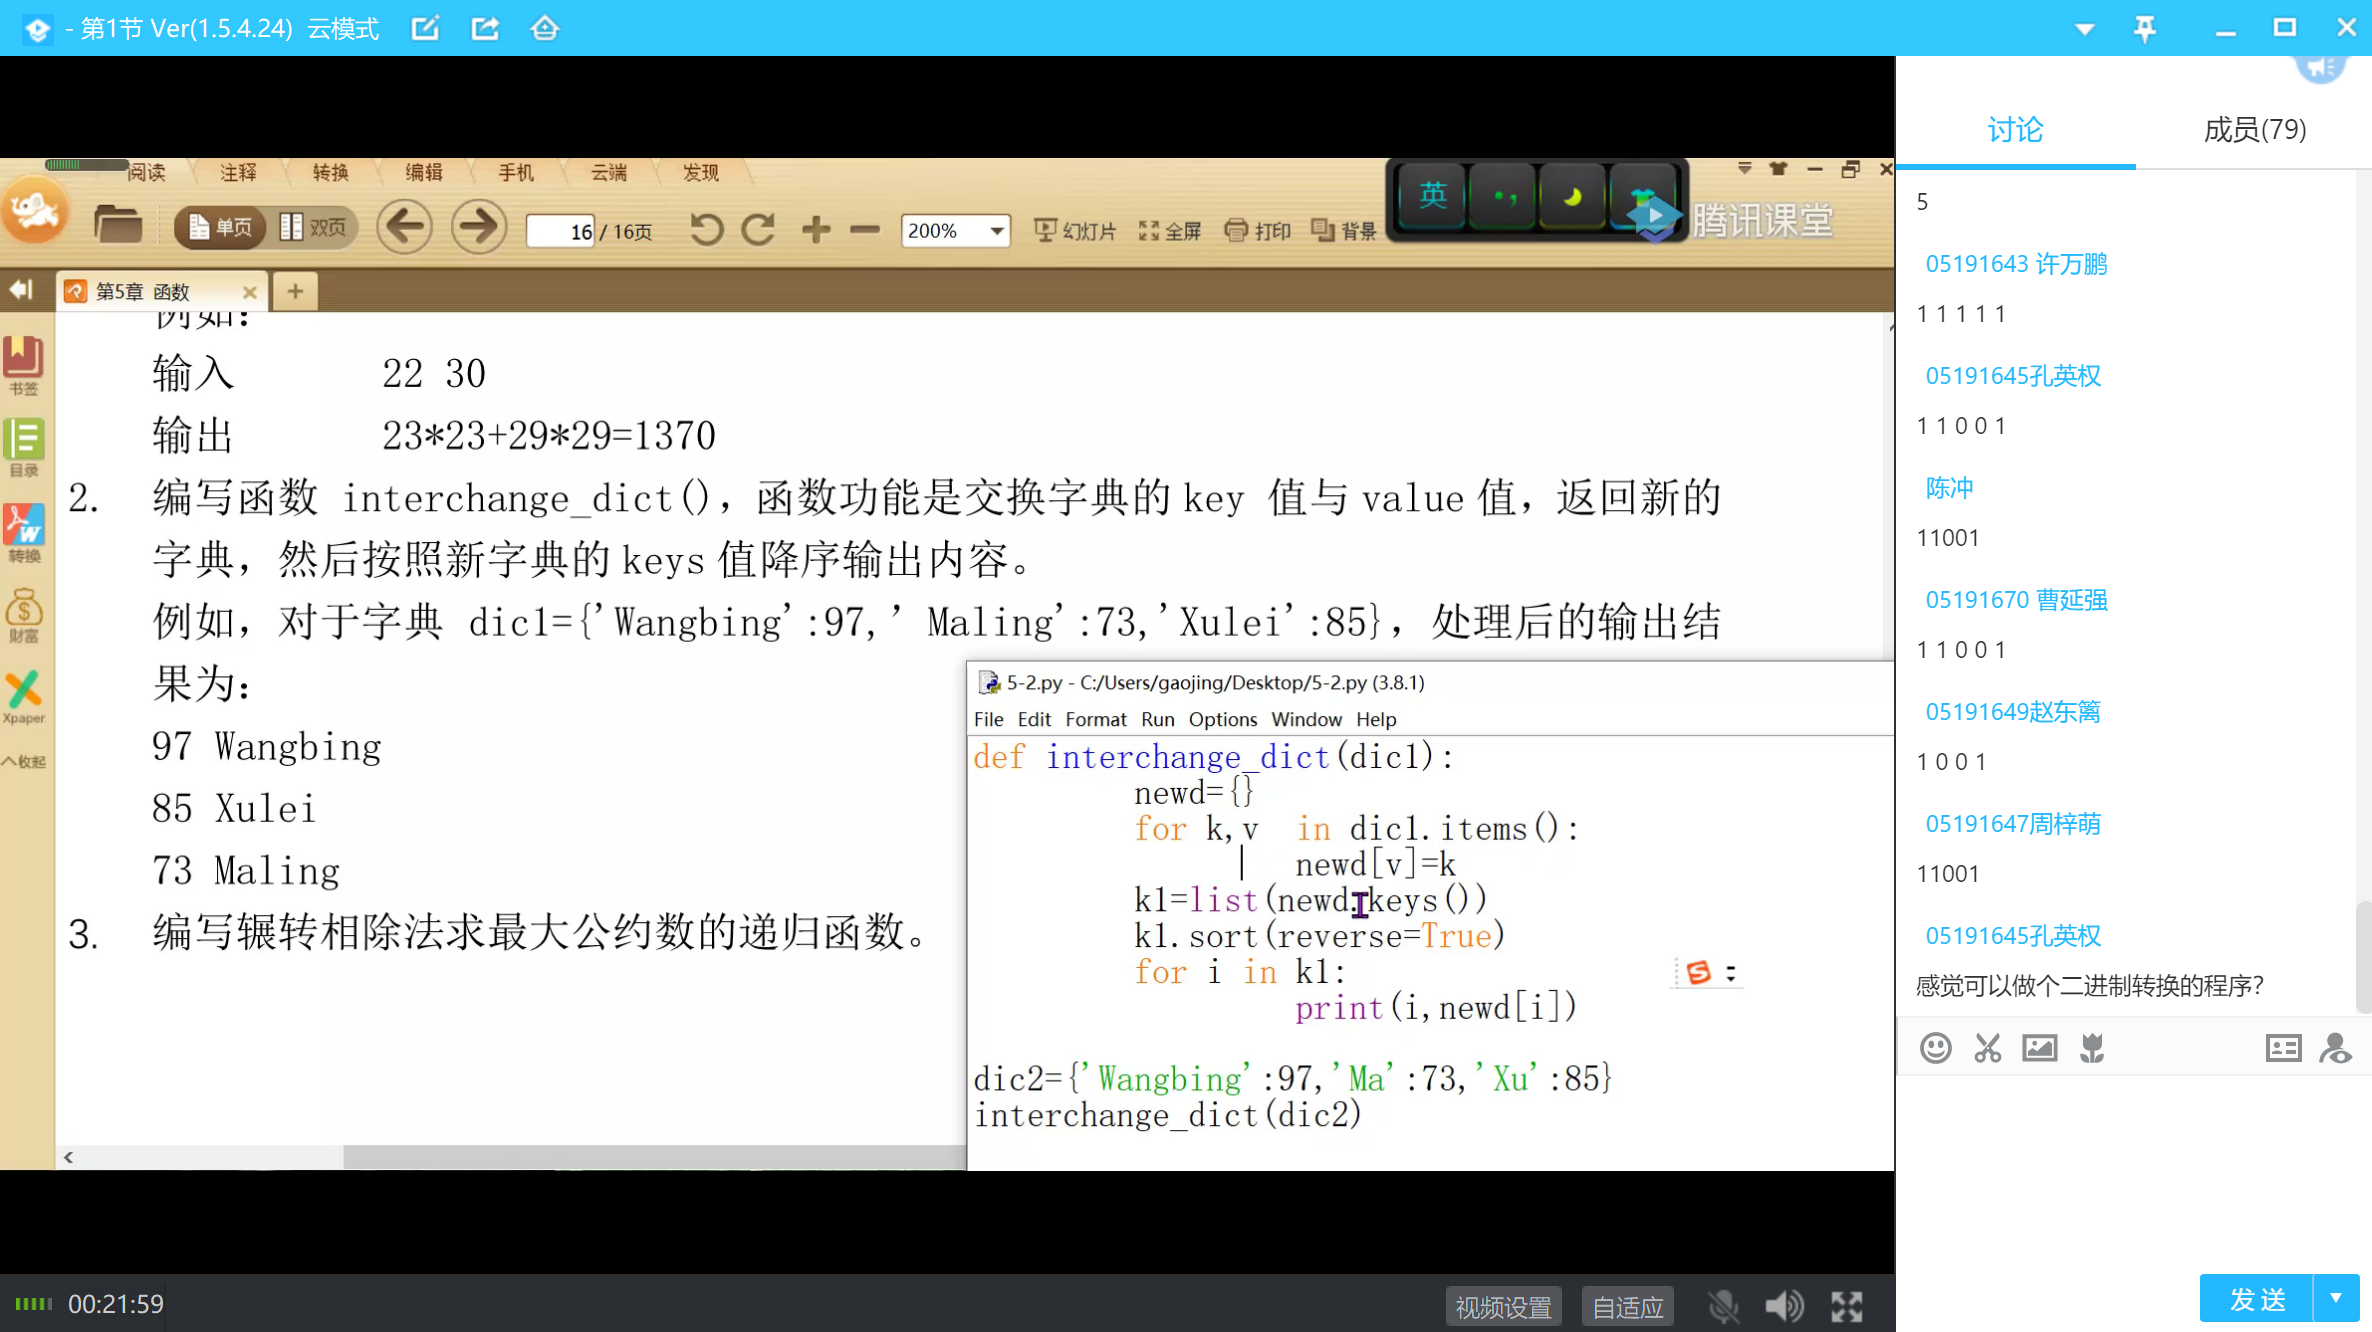 - 第1节 Ver(1.5.4.24) 云模式
阅读 注释 转换 编辑 手机 云端 发现
单页 双页 16 / 16页 200% 幻灯片 全屏 打印 背景
英
腾讯课堂
第5章 函数
书签
目录
转换
财富
Xpaper
收起
例如:
输入 22 30
输出 23*23+29*29=1370
2. 编写函数 interchange_dict()，函数功能是交换字典的 key 值与 value 值，返回新的
字典，然后按照新字典的 keys 值降序输出内容。
例如，对于字典 dic1={'Wangbing':97,' Maling':73,'Xulei':85}，处理后的输出结
果为:
97 Wangbing
85 Xulei
73 Maling
3. 编写辗转相除法求最大公约数的递归函数。
5-2.py - C:/Users/gaojing/Desktop/5-2.py (3.8.1)
File Edit Format Run Options Window Help
def interchange_dict(dic1):
newd={}
for k,v in dic1.items():
newd[v]=k
k1=list(newd.keys())
k1.sort(reverse=True)
for i in k1:
print(i,newd[i])
dic2={'Wangbing':97,'Ma':73,'Xu':85}
interchange_dict(dic2)
00:21:59
视频设置 自适应
讨论 成员(79)
5
05191643 许万鹏
1 1 1 1 1
05191645孔英权
1 1 0 0 1
陈冲
11001
05191670 曹延强
1 1 0 0 1
05191649赵东篱
1 0 0 1
05191647周梓萌
11001
05191645孔英权
感觉可以做个二进制转换的程序?
发送